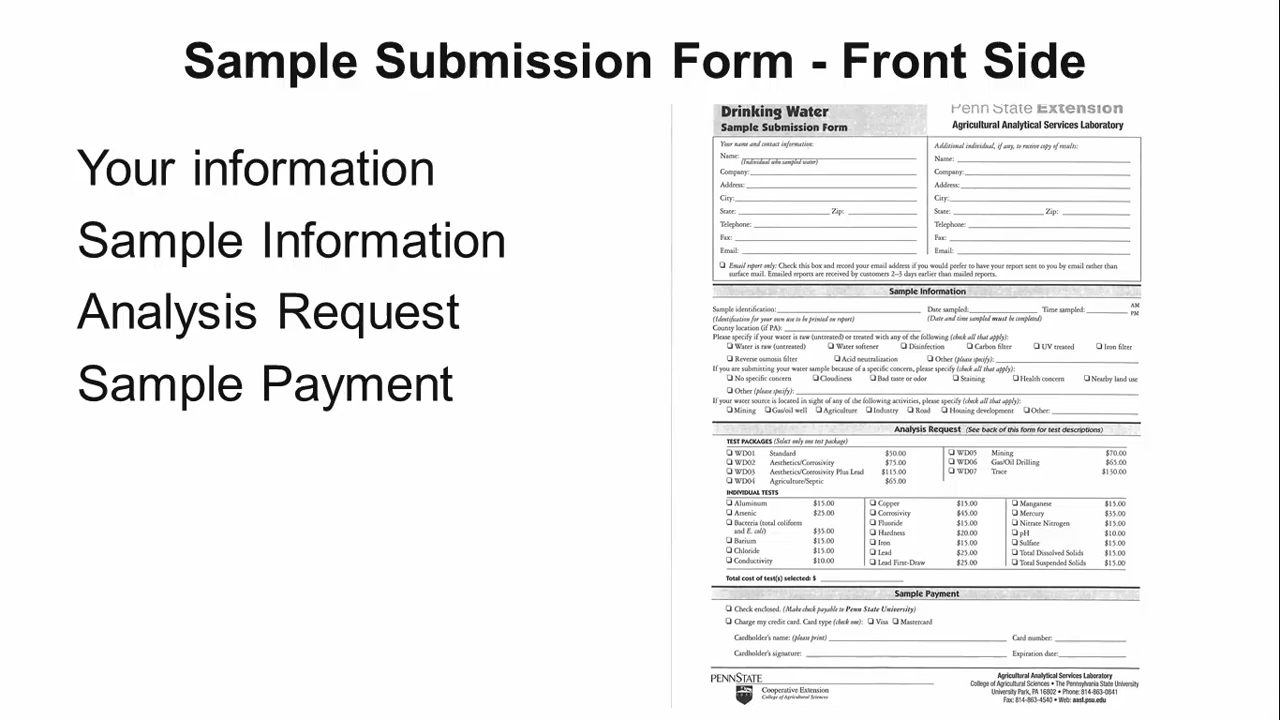 Sample Submission Form - Front Side
Your information
Sample Information
Analysis Request
Sample Payment
Drinking Water
Sample Submission Form
Penn State Extension
Agricultural Analytical Services Laboratory
Your name and contact information:
Name:
(Individual who sampled water)
Company:
Address:
City:
State: Zip:
Telephone:
Fax:
Email:
Additional individual, if any, to receive copy of results:
Name:
Company:
Address:
City:
State: Zip:
Telephone:
Fax:
Email:
Email report only: Check this box and record your email address if you would prefer to have your report sent to you by email rather than
surface mail. Emailed reports are received by customers 2–3 days earlier than mailed reports.
Sample Information
Sample identification: Date sampled: Time sampled: AM PM
(Identification for your own use to be printed on report) (Date and time sampled must be completed)
County location (if PA):
Please specify if your water is raw (untreated) or treated with any of the following (check all that apply):
Water is raw (untreated) Water softener Disinfection Carbon filter UV treated Iron filter
Reverse osmosis filter Acid neutralization Other (please specify):
If you are submitting your water sample because of a specific concern, please specify (check all that apply):
No specific concern Cloudiness Bad taste or odor Staining Health concern Nearby land use
Other (please specify):
If your water source is located in sight of any of the following activities, please specify (check all that apply):
Mining Gas/oil well Agriculture Industry Road Housing development Other:
Analysis Request (See back of this form for test descriptions)
TEST PACKAGES (Select only one test package)
WD01 Standard $50.00
WD02 Aesthetics/Corrosivity $75.00
WD03 Aesthetics/Corrosivity Plus Lead $115.00
WD04 Agriculture/Septic $65.00
WD05 Mining $70.00
WD06 Gas/Oil Drilling $65.00
WD07 Trace $130.00
INDIVIDUAL TESTS
Aluminum $15.00
Arsenic $25.00
Bacteria (total coliform
and E. coli) $35.00
Barium $15.00
Chloride $15.00
Conductivity $10.00
Copper $15.00
Corrosivity $45.00
Fluoride $15.00
Hardness $20.00
Iron $15.00
Lead $25.00
Lead First-Draw $25.00
Manganese $15.00
Mercury $35.00
Nitrate Nitrogen $15.00
pH $10.00
Sulfate $15.00
Total Dissolved Solids $15.00
Total Suspended Solids $15.00
Total cost of test(s) selected: $
Sample Payment
Check enclosed. (Make check payable to Penn State University)
Charge my credit card. Card type (check one): Visa Mastercard
Cardholder's name: (please print) Card number:
Cardholder's signature: Expiration date:
PENNSTATE
Cooperative Extension
College of Agricultural Sciences
Agricultural Analytical Services Laboratory
College of Agricultural Sciences • The Pennsylvania State University
University Park, PA 16802 • Phone: 814-863-0841
Fax: 814-863-4540 • Web: aasl.psu.edu